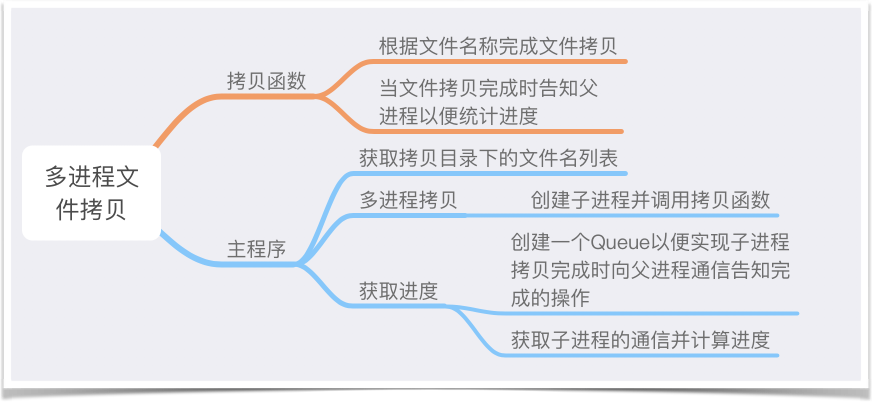 多进程文
件拷贝
拷贝函数
根据文件名称完成文件拷贝
当文件拷贝完成时告知父
进程以便统计进度
主程序
获取拷贝目录下的文件名列表
多进程拷贝
创建子进程并调用拷贝函数
获取进度
创建一个Queue以便实现子进程
拷贝完成时向父进程通信告知完
成的操作
获取子进程的通信并计算进度